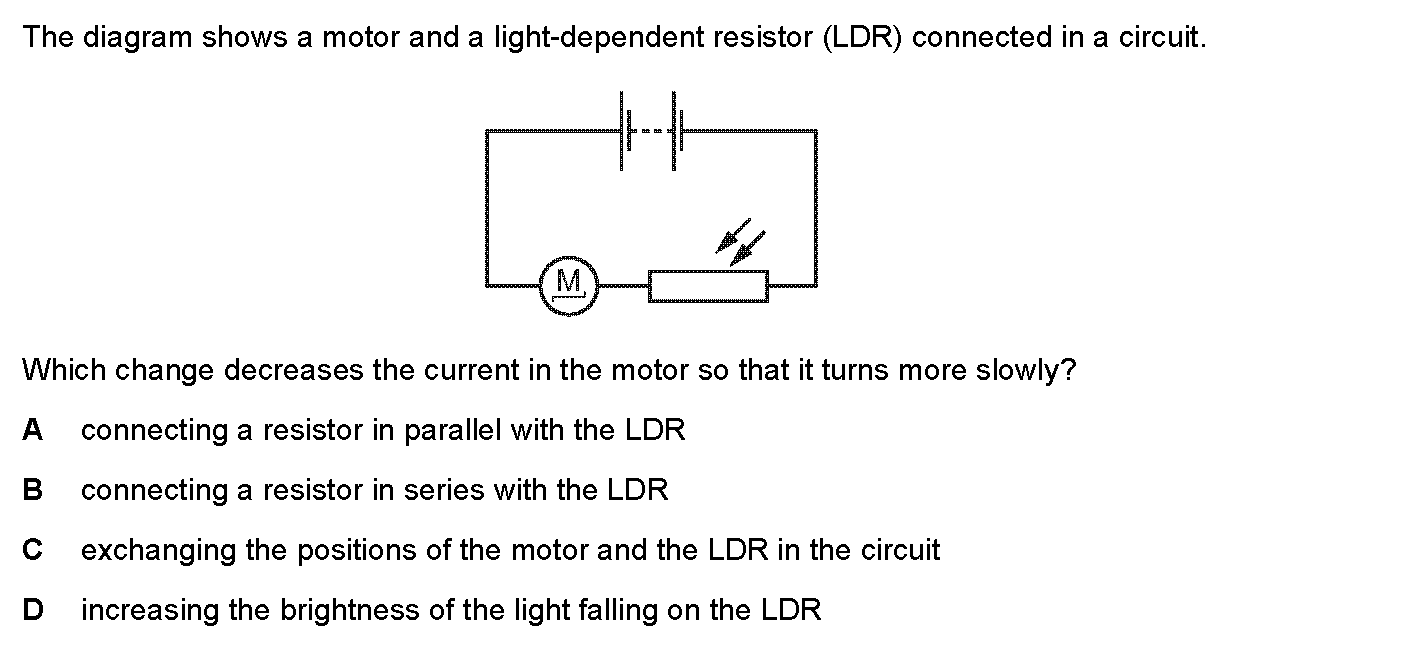 The diagram shows a motor and a light-dependent resistor (LDR) connected in a circuit.
M
Which change decreases the current in the motor so that it turns more slowly?
A connecting a resistor in parallel with the LDR
B connecting a resistor in series with the LDR
C exchanging the positions of the motor and the LDR in the circuit
D increasing the brightness of the light falling on the LDR